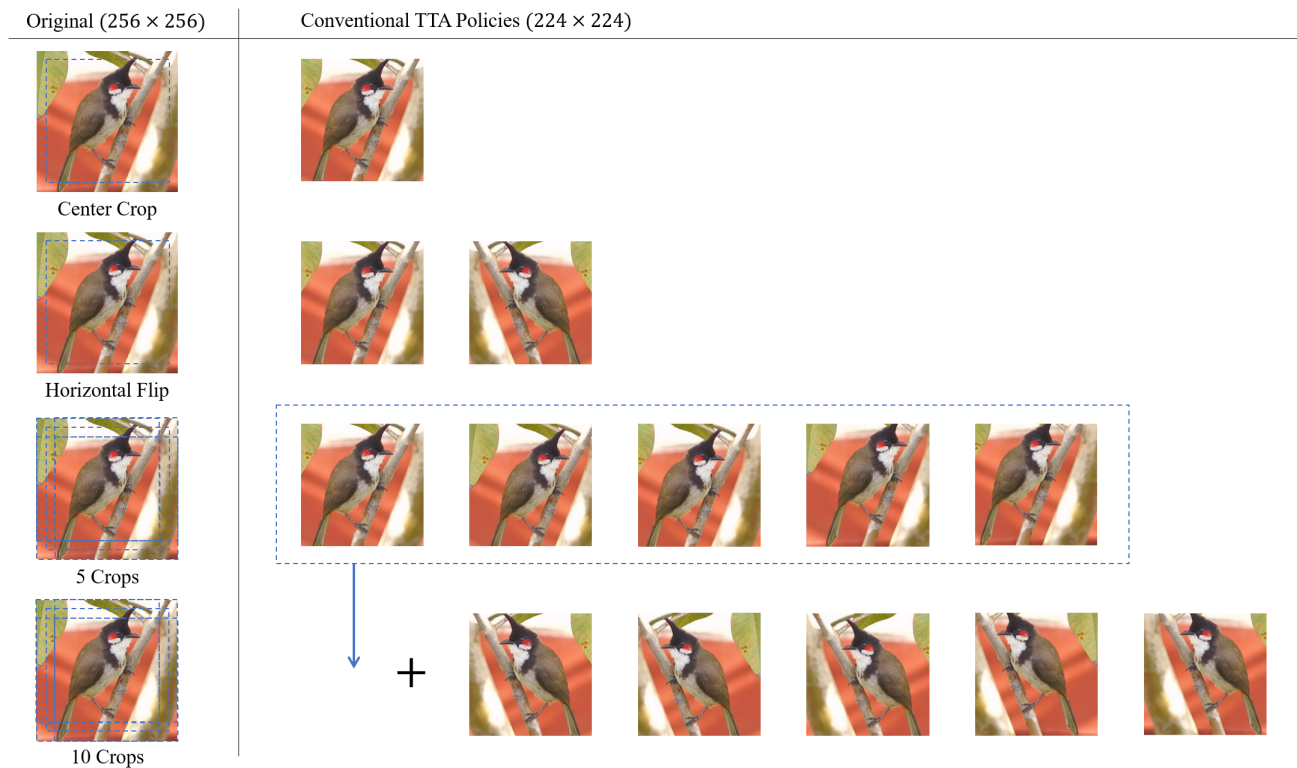 Original (256 × 256)
Conventional TTA Policies (224 × 224)
Center Crop
Horizontal Flip
5 Crops
+
10 Crops